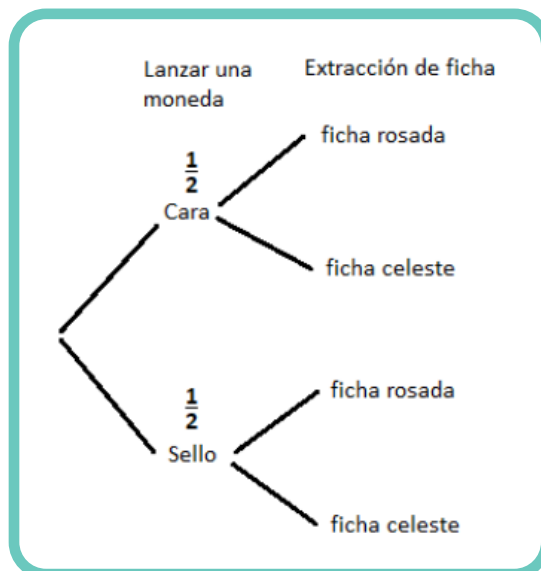 Lanzar una
moneda
Extracción de ficha
ficha rosada
1
2
Cara
ficha celeste
1
2
ficha rosada
Sello
ficha celeste